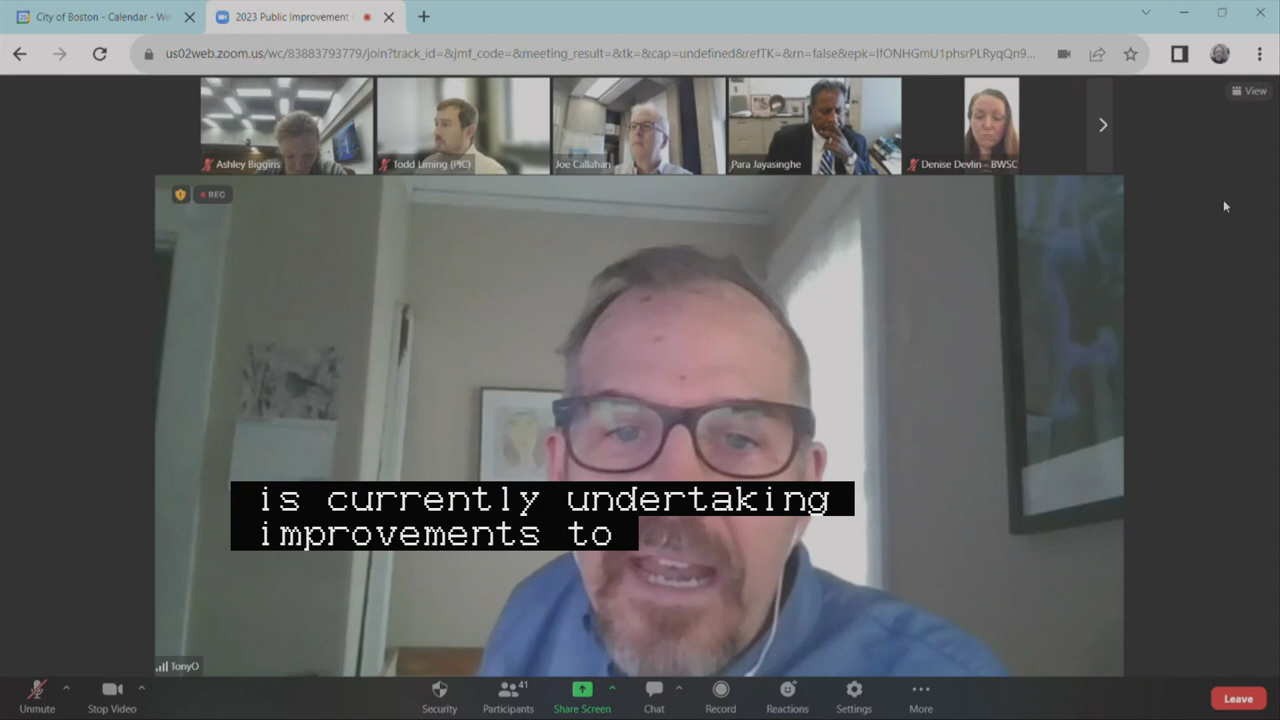 City of Boston - Calendar - We
2023 Public Improvement
us02web.zoom.us/wc/83883793779/join?track_id=&jmf_code=&meeting_result=&tk=&cap=undefined&refTK=&rn=false&epk=
View
Ashley Biggins
Todd Liming (PIC)
Joe Callahan
Para Jayasinghe
Denise Devlin – BWSC
REC
is currently undertaking
improvements to
TonyO
41
Unmute
Stop Video
Security
Participants
Share Screen
Chat
Record
Reactions
Settings
More
Leave